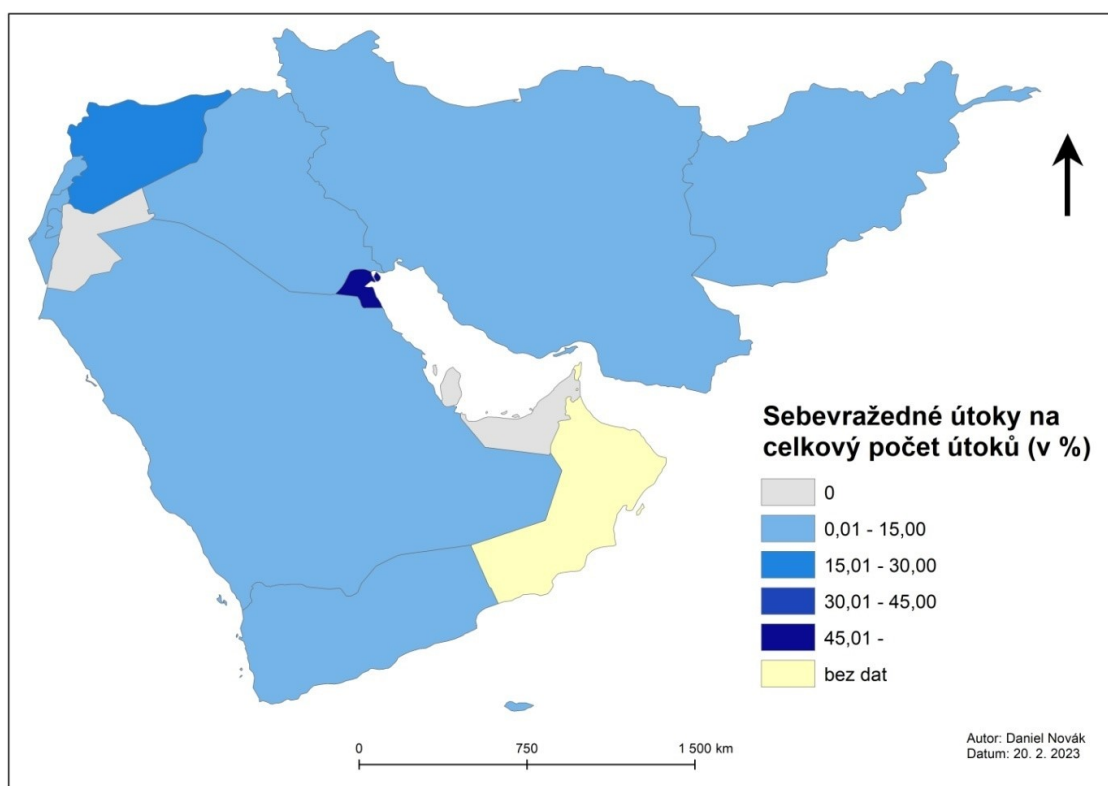 Sebevražedné útoky na
celkový počet útoků (v %)
0
0,01 - 15,00
15,01 - 30,00
30,01 - 45,00
45,01 -
bez dat
0 750 1 500 km
Autor: Daniel Novák
Datum: 20. 2. 2023